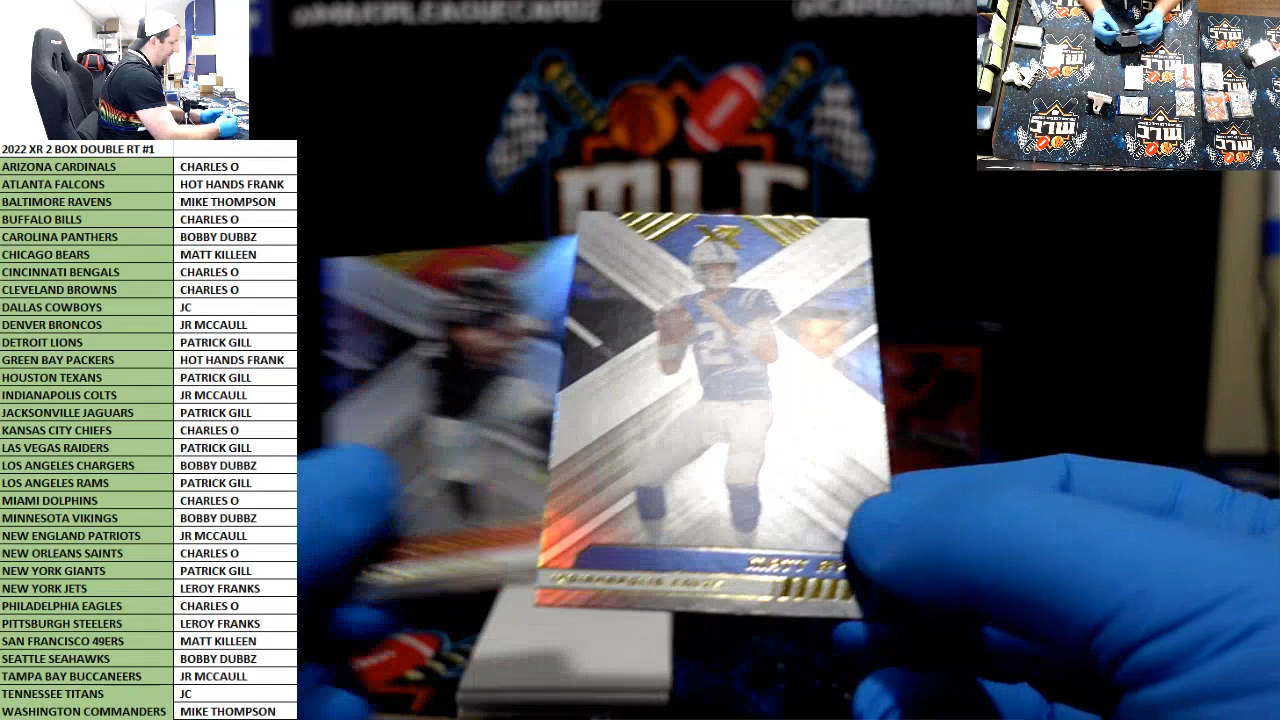 2022 XR 2 BOX DOUBLE RT #1
ARIZONA CARDINALS CHARLES O
ATLANTA FALCONS HOT HANDS FRANK
BALTIMORE RAVENS MIKE THOMPSON
BUFFALO BILLS CHARLES O
CAROLINA PANTHERS BOBBY DUBBZ
CHICAGO BEARS MATT KILLEEN
CINCINNATI BENGALS CHARLES O
CLEVELAND BROWNS CHARLES O
DALLAS COWBOYS JC
DENVER BRONCOS JR MCCAULL
DETROIT LIONS PATRICK GILL
GREEN BAY PACKERS HOT HANDS FRANK
HOUSTON TEXANS PATRICK GILL
INDIANAPOLIS COLTS JR MCCAULL
JACKSONVILLE JAGUARS PATRICK GILL
KANSAS CITY CHIEFS CHARLES O
LAS VEGAS RAIDERS PATRICK GILL
LOS ANGELES CHARGERS BOBBY DUBBZ
LOS ANGELES RAMS PATRICK GILL
MIAMI DOLPHINS CHARLES O
MINNESOTA VIKINGS BOBBY DUBBZ
NEW ENGLAND PATRIOTS JR MCCAULL
NEW ORLEANS SAINTS CHARLES O
NEW YORK GIANTS PATRICK GILL
NEW YORK JETS LEROY FRANKS
PHILADELPHIA EAGLES CHARLES O
PITTSBURGH STEELERS LEROY FRANKS
SAN FRANCISCO 49ERS MATT KILLEEN
SEATTLE SEAHAWKS BOBBY DUBBZ
TAMPA BAY BUCCANEERS JR MCCAULL
TENNESSEE TITANS JC
WASHINGTON COMMANDERS MIKE THOMPSON
MLC
XR
2
MATT
INDIANAPOLIS COLTS